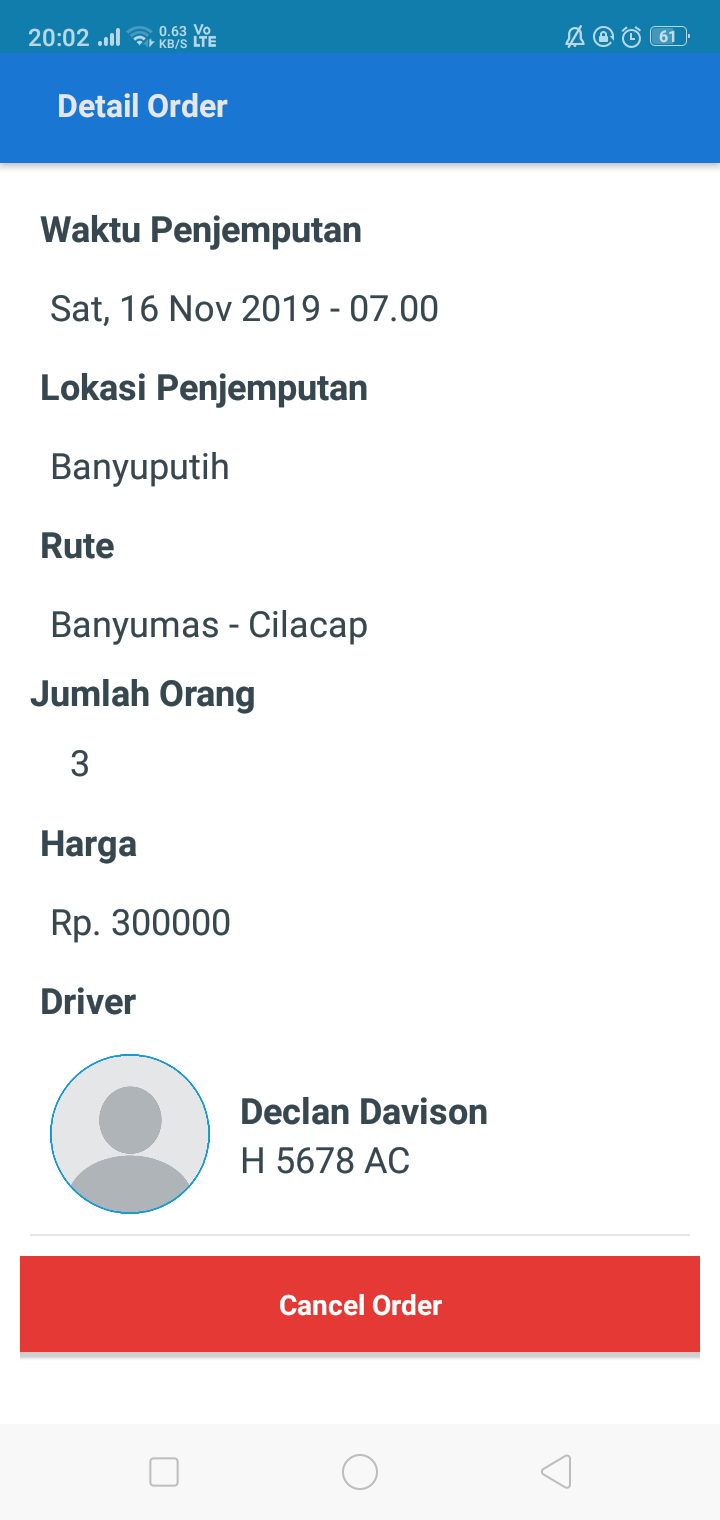 20:02 0.63 KB/S Vo LTE 61
Detail Order
Waktu Penjemputan
Sat, 16 Nov 2019 - 07.00
Lokasi Penjemputan
Banyuputih
Rute
Banyumas - Cilacap
Jumlah Orang
3
Harga
Rp. 300000
Driver
Declan Davison
H 5678 AC
Cancel Order